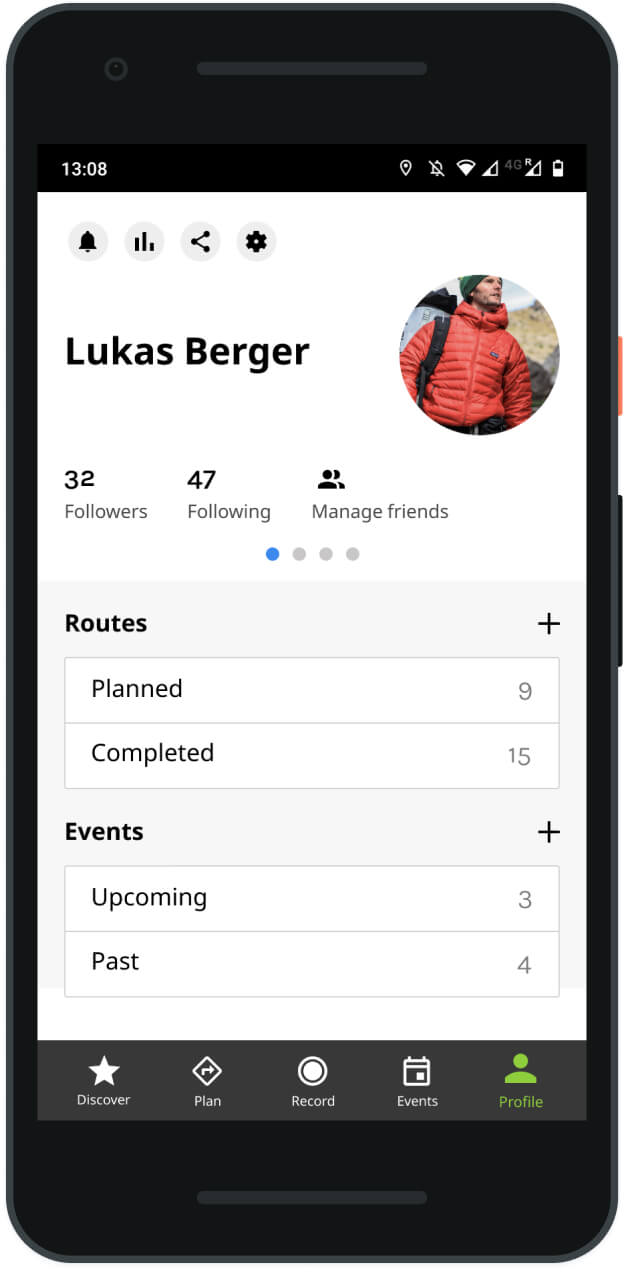 13:08
4G R
Lukas Berger
32 47
Followers Following Manage friends
Routes
Planned 9
Completed 15
Events
Upcoming 3
Past 4
Discover Plan Record Events Profile